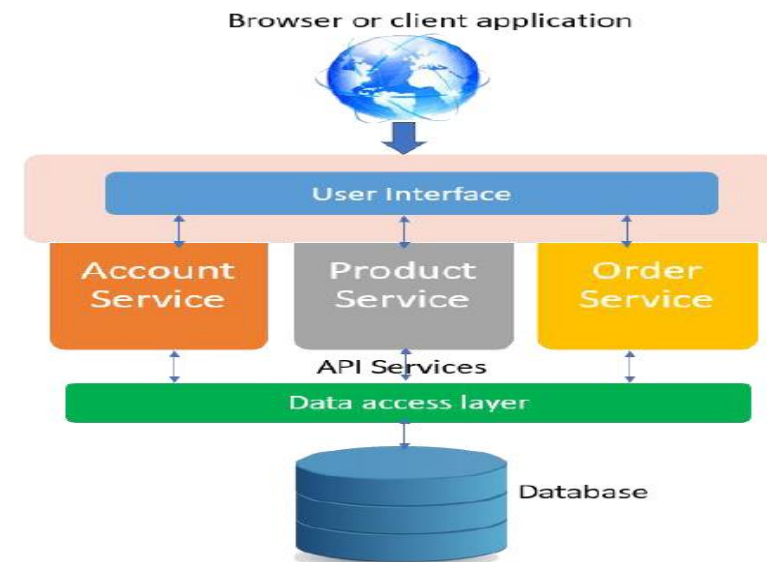 Browser or client application
User Interface
Account
Service
Product
Service
Order
Service
API Services
Data access layer
Database